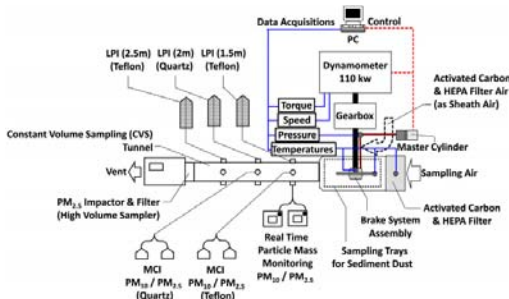 Data Acquisitions
Control
PC
LPI (2.5m)
(Teflon)
LPI (2m)
(Quartz)
LPI (1.5m)
(Teflon)
Dynamometer
110 kw
Activated Carbon
& HEPA Filter Air
(as Sheath Air)
Torque
Speed
Pressure
Temperatures
Gearbox
Master Cylinder
Constant Volume Sampling (CVS)
Tunnel
Vent
Sampling Air
PM2.5 Impactor & Filter
(High Volume Sampler)
Real Time
Particle Mass
Monitoring
PM10 / PM2.5
Brake System
Assembly
Activated Carbon
& HEPA Filter
Sampling Trays
for Sediment Dust
MCI
PM10 / PM2.5
(Quartz)
MCI
PM10 / PM2.5
(Teflon)